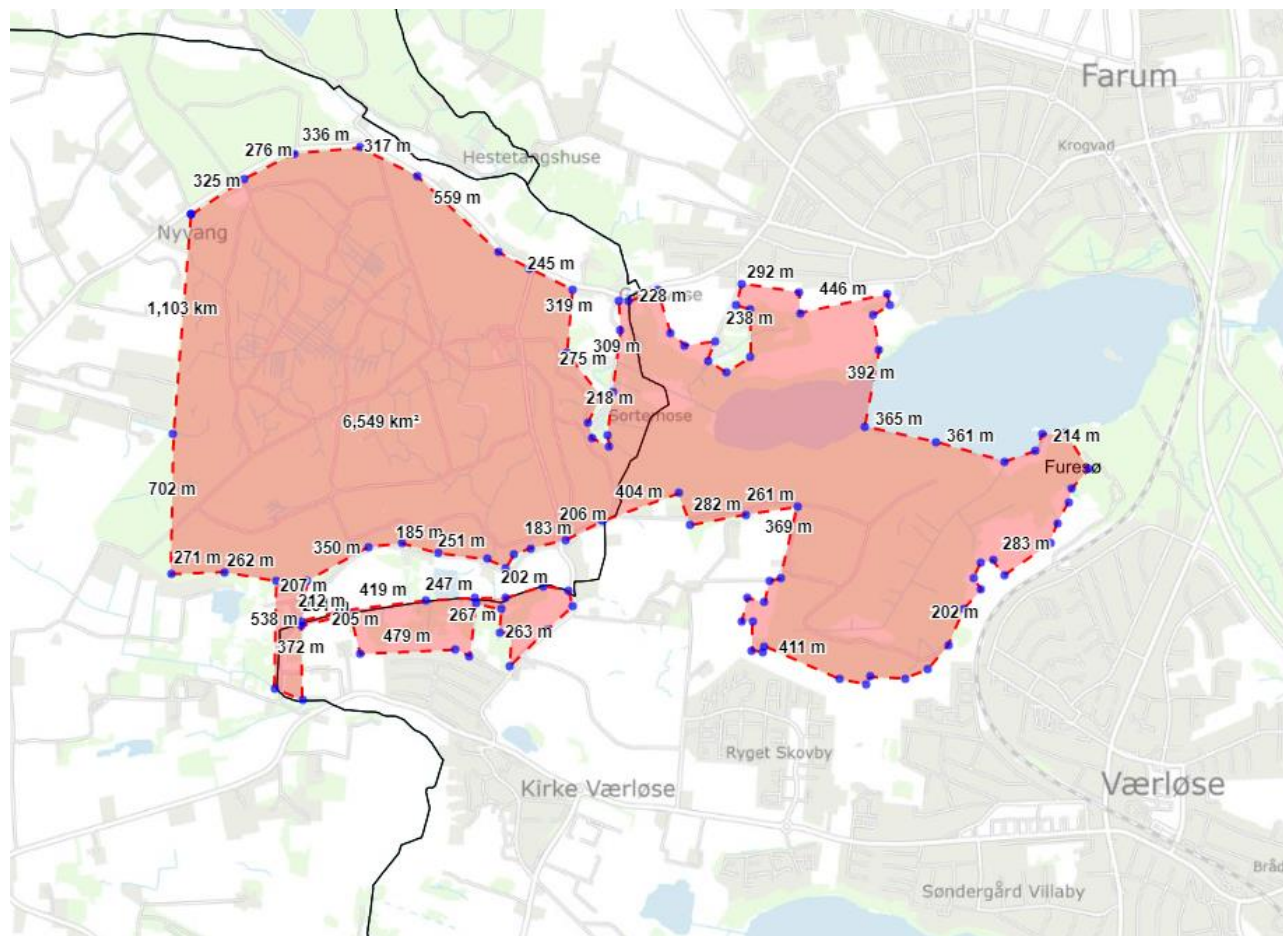 Farum
336 m
317 m
276 m
Hestetangshuse
Krogvad
325 m
559 m
Nyvang
245 m
292 m
228 m
446 m
1,103 km
319 m
238 m
309 m
275 m
392 m
218 m
Sortemose
6,549 km²
365 m
361 m
214 m
Furesø
702 m
404 m
282 m
261 m
206 m
369 m
350 m
185 m
251 m
183 m
283 m
271 m
262 m
207 m
419 m
247 m
202 m
212 m
538 m
205 m
267 m
202 m
479 m
263 m
372 m
411 m
Ryget Skovby
Kirke Værløse
Værløse
Søndergård Villaby